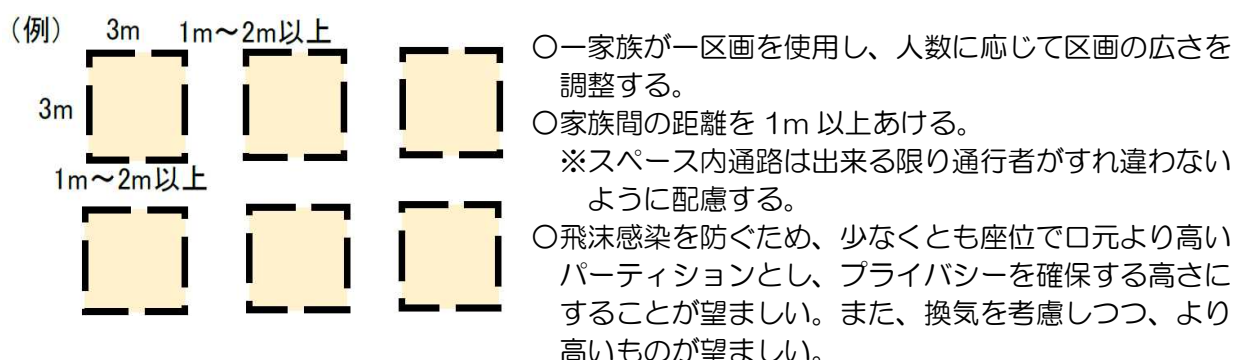 （例） 3m 1m～2m以上
3m
1m～2m以上
〇一家族が一区画を使用し、人数に応じて区画の広さを
調整する。
〇家族間の距離を 1m 以上あける。
※スペース内通路は出来る限り通行者がすれ違わない
ように配慮する。
〇飛沫感染を防ぐため、少なくとも座位で口元より高い
パーティションとし、プライバシーを確保する高さに
することが望ましい。また、換気を考慮しつつ、より
高いものが望ましい。